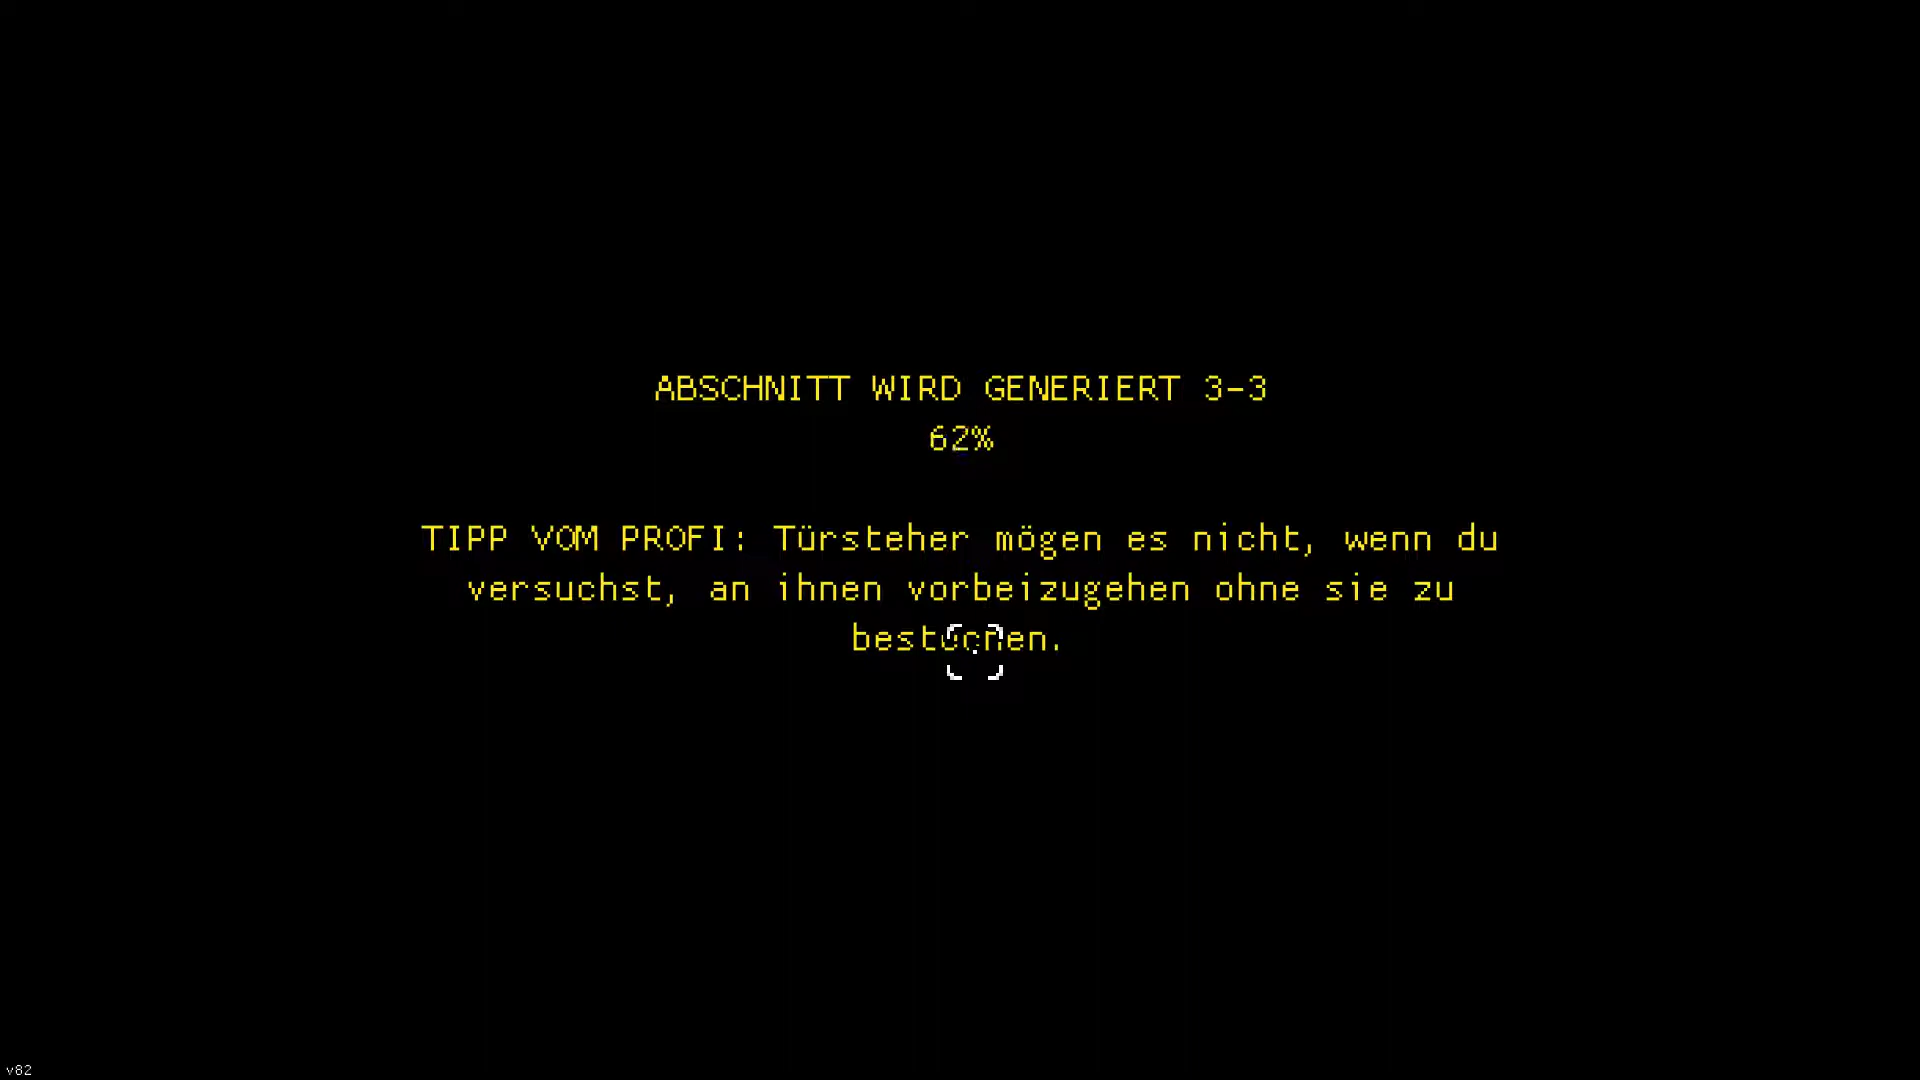 ABSCHNITT WIRD GENERIERT 3-3
62%
TIPP VOM PROFI: Türsteher mögen es nicht, wenn du
versuchst, an ihnen vorbeizugehen ohne sie zu
bestechen.
v82